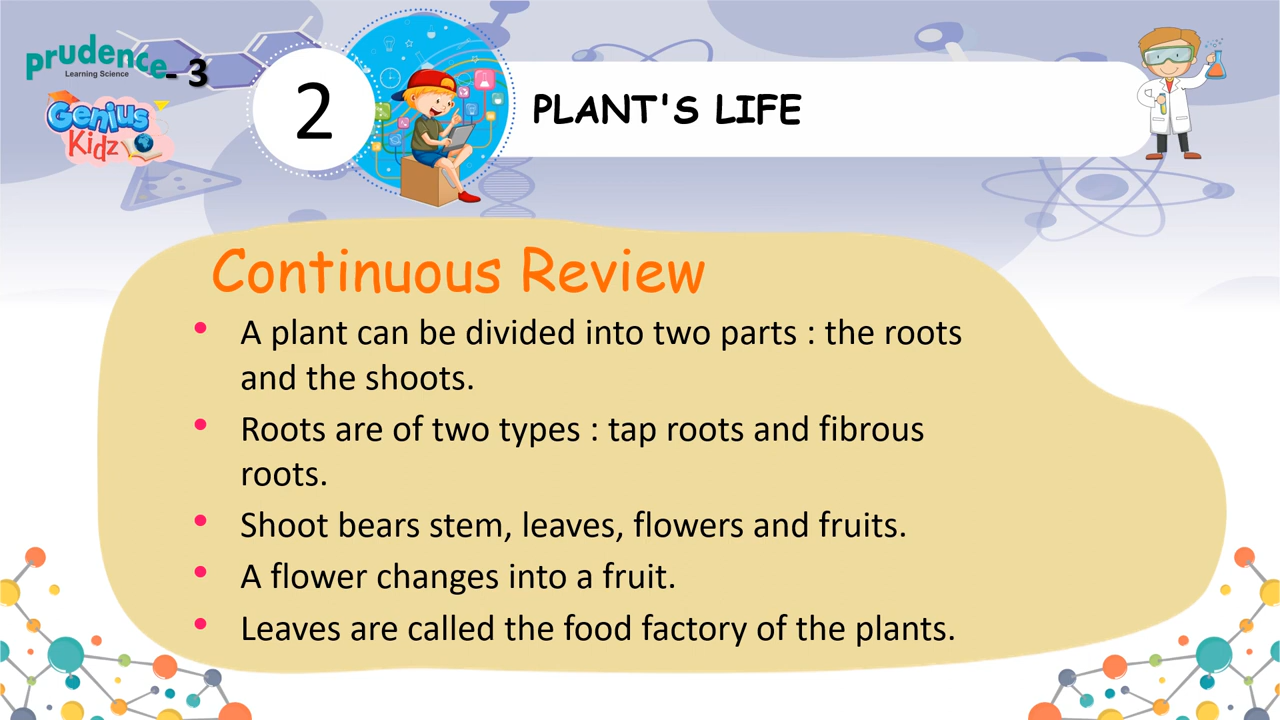 prudence - 3
Learning Science
Genius
Kidz
2
PLANT'S LIFE
Continuous Review
• A plant can be divided into two parts : the roots
and the shoots.
• Roots are of two types : tap roots and fibrous
roots.
• Shoot bears stem, leaves, flowers and fruits.
• A flower changes into a fruit.
• Leaves are called the food factory of the plants.